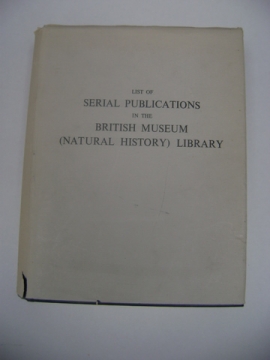 LIST OF
SERIAL PUBLICATIONS
IN THE
BRITISH MUSEUM
(NATURAL HISTORY) LIBRARY